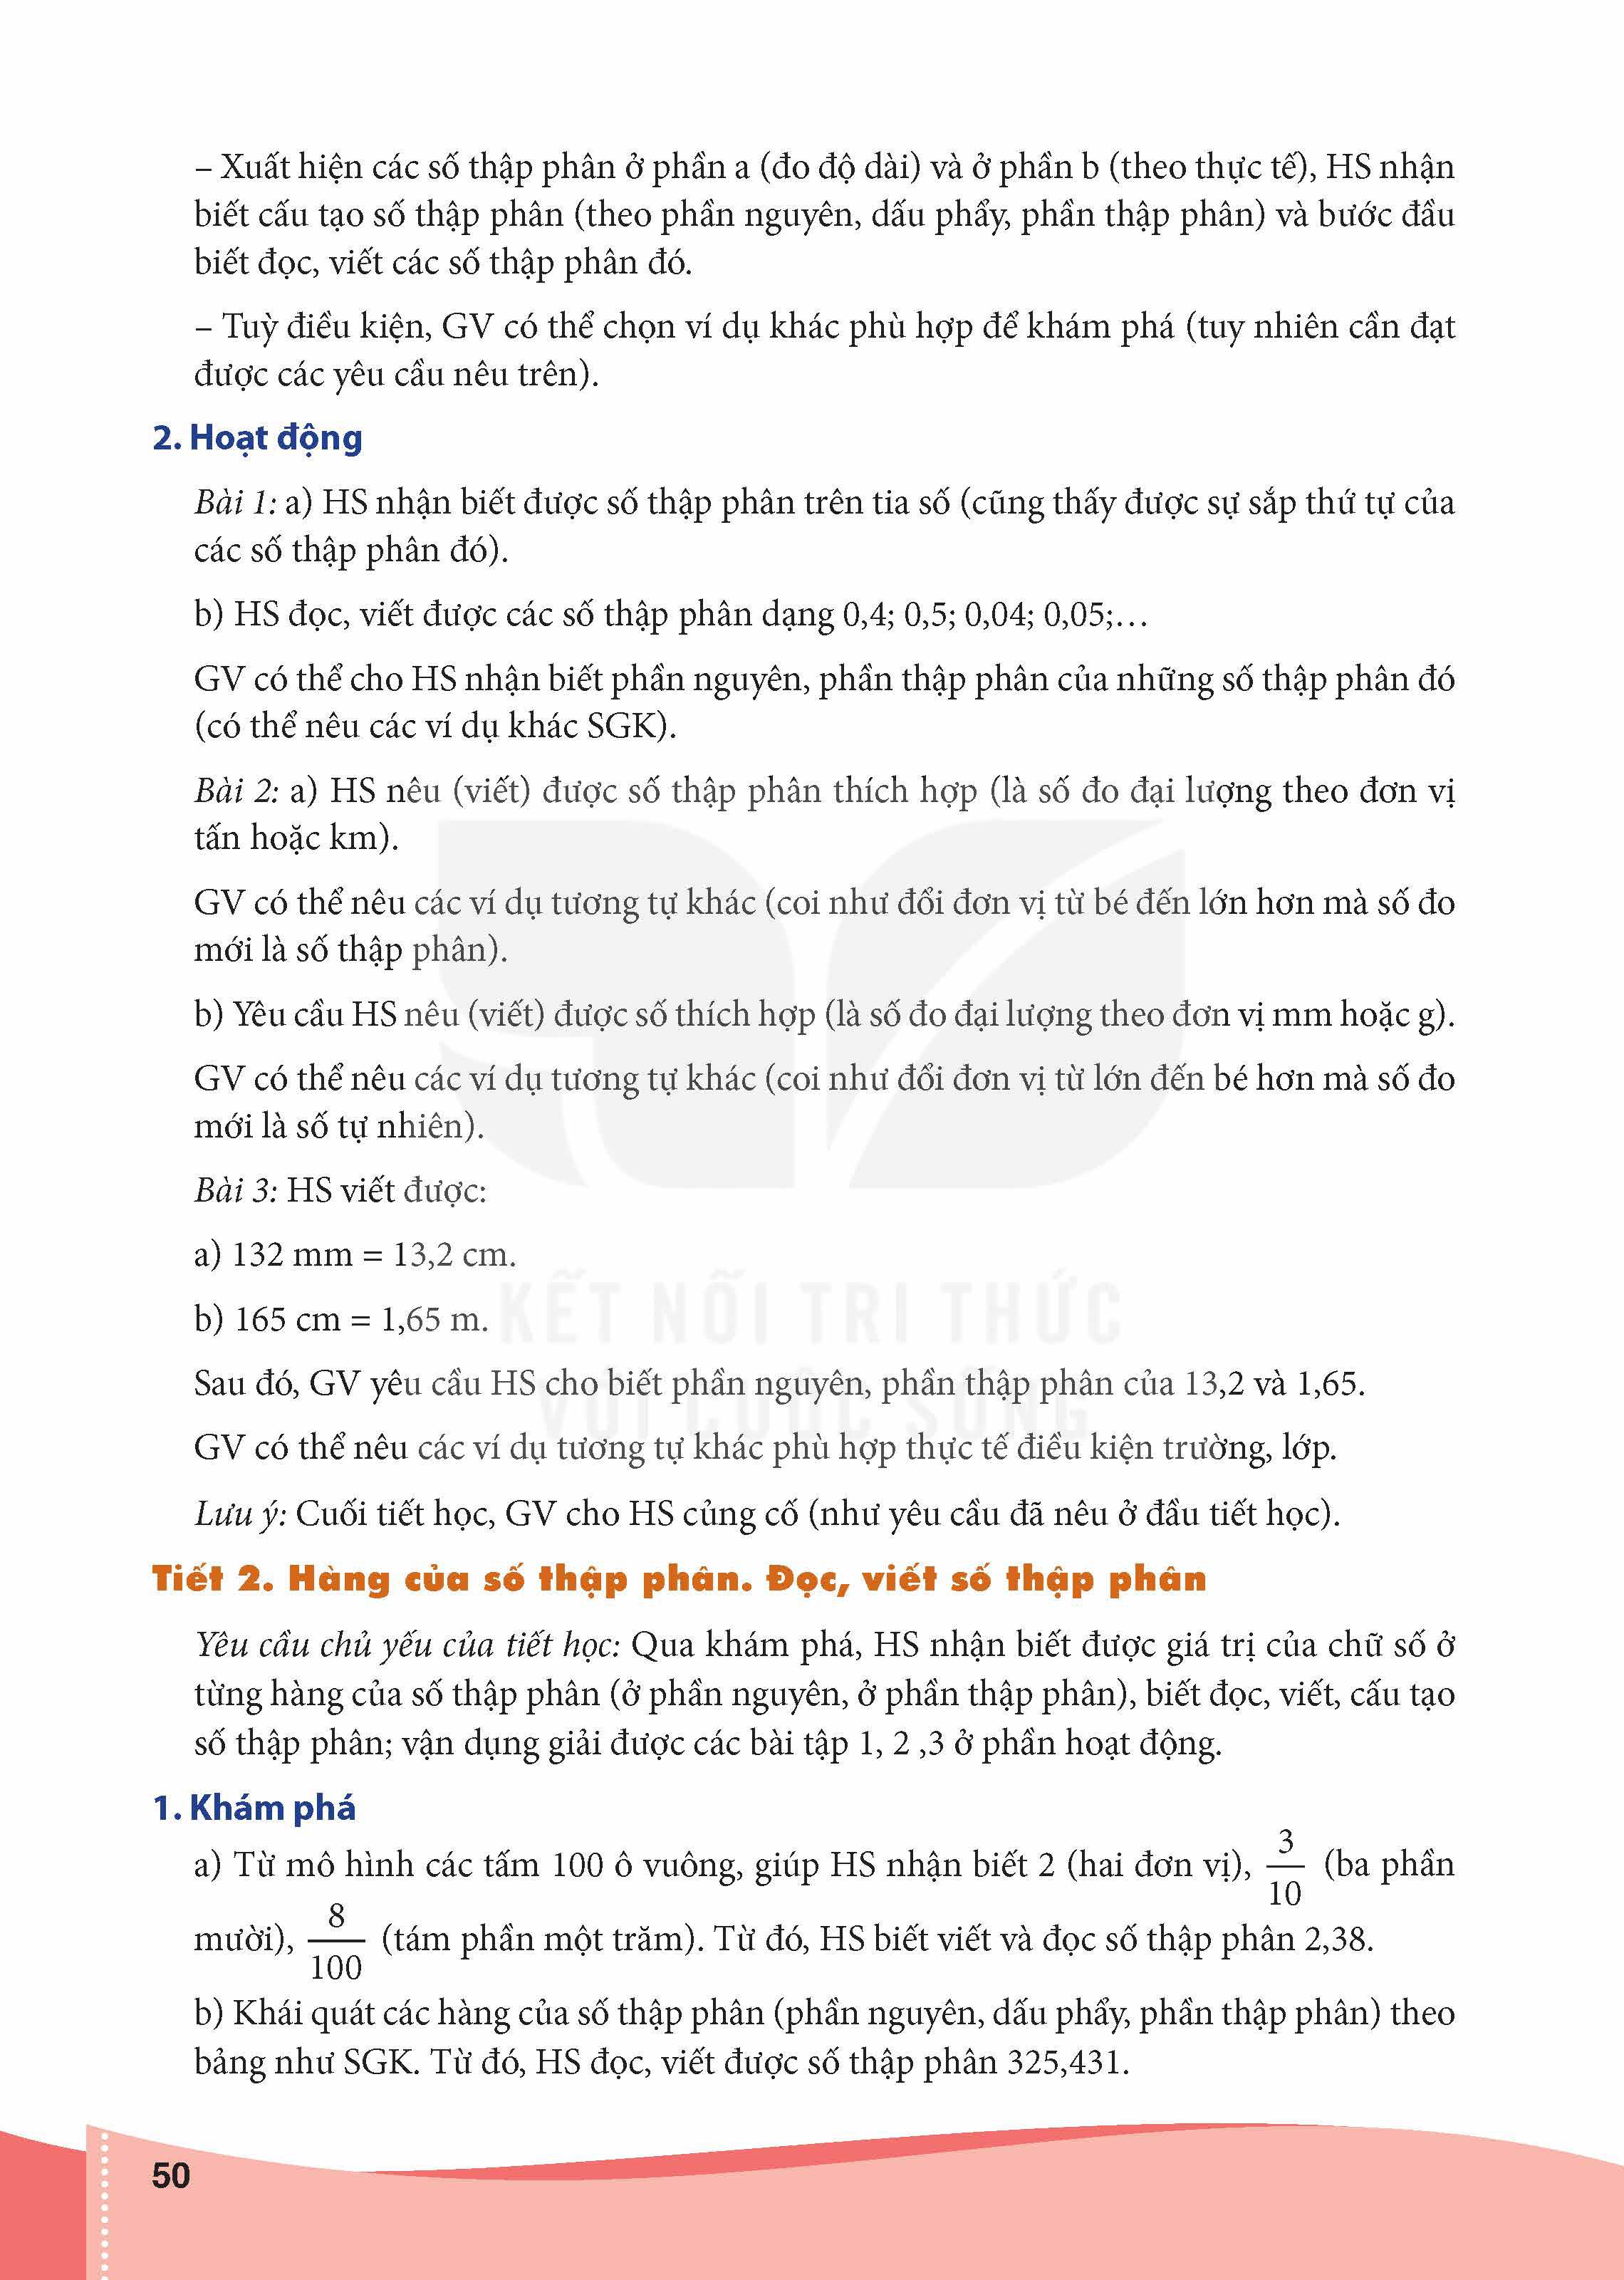 – Xuất hiện các số thập phân ở phần a (đo độ dài) và ở phần b (theo thực tế), HS nhận
biết cấu tạo số thập phân (theo phần nguyên, dấu phẩy, phần thập phân) và bước đầu
biết đọc, viết các số thập phân đó.
– Tuỳ điều kiện, GV có thể chọn ví dụ khác phù hợp để khám phá (tuy nhiên cần đạt
được các yêu cầu nêu trên).
2. Hoạt động
Bài 1: a) HS nhận biết được số thập phân trên tia số (cũng thấy được sự sắp thứ tự của
các số thập phân đó).
b) HS đọc, viết được các số thập phân dạng 0,4; 0,5; 0,04; 0,05;…
GV có thể cho HS nhận biết phần nguyên, phần thập phân của những số thập phân đó
(có thể nêu các ví dụ khác SGK).
Bài 2: a) HS nêu (viết) được số thập phân thích hợp (là số đo đại lượng theo đơn vị
tấn hoặc km).
GV có thể nêu các ví dụ tương tự khác (coi như đổi đơn vị từ bé đến lớn hơn mà số đo
mới là số thập phân).
b) Yêu cầu HS nêu (viết) được số thích hợp (là số đo đại lượng theo đơn vị mm hoặc g).
GV có thể nêu các ví dụ tương tự khác (coi như đổi đơn vị từ lớn đến bé hơn mà số đo
mới là số tự nhiên).
Bài 3: HS viết được:
a) 132 mm = 13,2 cm.
KẾT NỐI TRI THỨC
b) 165 cm = 1,65 m.
VỚI CUỘC SỐNG
Sau đó, GV yêu cầu HS cho biết phần nguyên, phần thập phân của 13,2 và 1,65.
GV có thể nêu các ví dụ tương tự khác phù hợp thực tế điều kiện trường, lớp.
Lưu ý: Cuối tiết học, GV cho HS củng cố (như yêu cầu đã nêu ở đầu tiết học).
Tiết 2. Hàng của số thập phân. Đọc, viết số thập phân
Yêu cầu chủ yếu của tiết học: Qua khám phá, HS nhận biết được giá trị của chữ số ở
từng hàng của số thập phân (ở phần nguyên, ở phần thập phân), biết đọc, viết, cấu tạo
số thập phân; vận dụng giải được các bài tập 1, 2 ,3 ở phần hoạt động.
1. Khám phá
a) Từ mô hình các tấm 100 ô vuông, giúp HS nhận biết 2 (hai đơn vị), 3/10 (ba phần
mười), 8/100 (tám phần một trăm). Từ đó, HS biết viết và đọc số thập phân 2,38.
b) Khái quát các hàng của số thập phân (phần nguyên, dấu phẩy, phần thập phân) theo
bảng như SGK. Từ đó, HS đọc, viết được số thập phân 325,431.
50